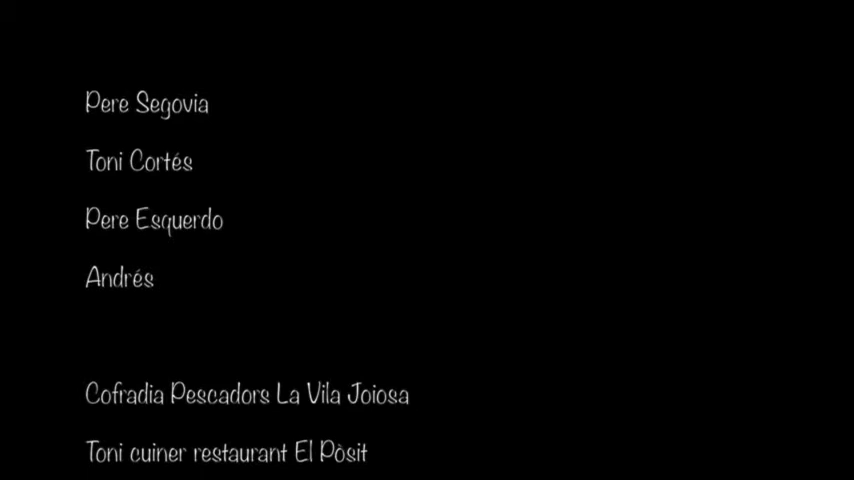 Pere Segovia
Toni Cortés
Pere Esquerdo
Andrés
Cofradia Pescadors La Vila Joiosa
Toni cuiner restaurant El Pòsit